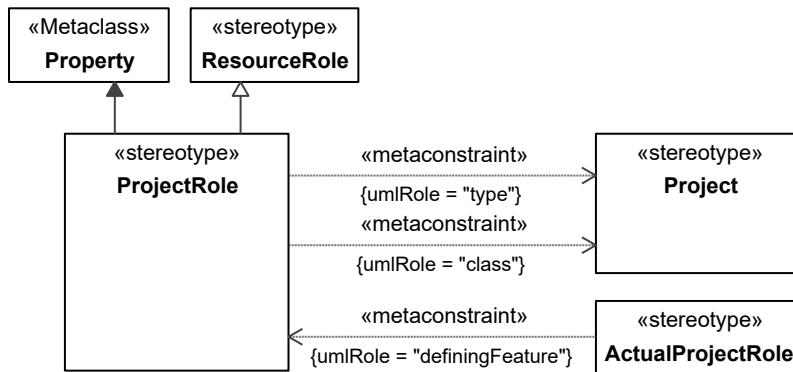 «Metaclass»
Property
«stereotype»
ResourceRole
«stereotype»
ProjectRole
«metaconstraint»
{umlRole = "type"}
«metaconstraint»
{umlRole = "class"}
«stereotype»
Project
«metaconstraint»
{umlRole = "definingFeature"}
«stereotype»
ActualProjectRole